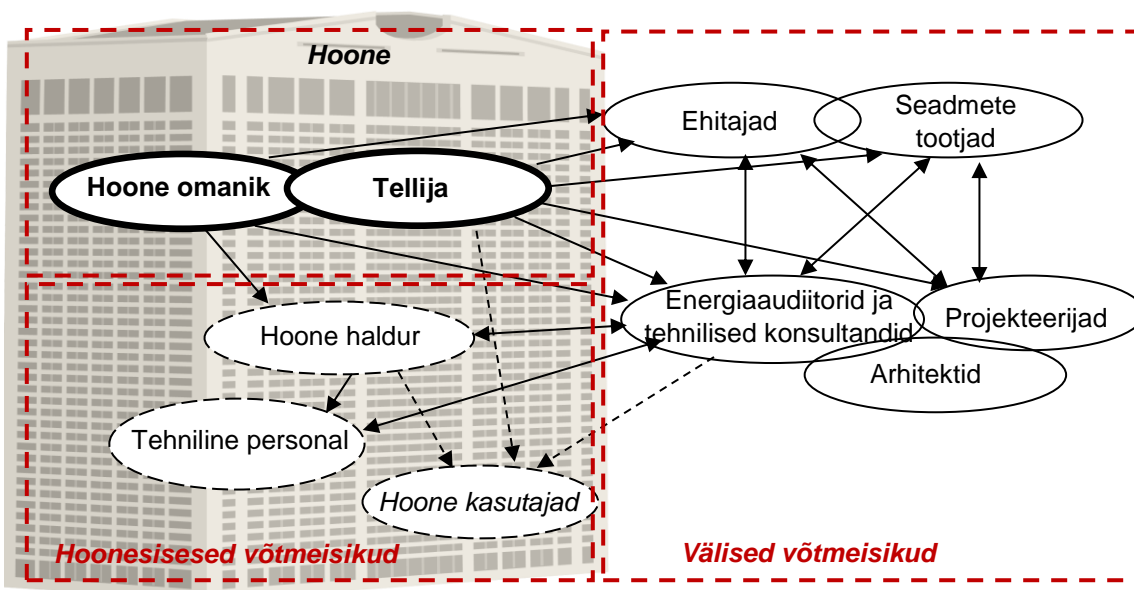 Hoone
Ehitajad
Seadmete
tootjad
Hoone omanik
Tellija
Energiaaudiitorid ja
tehnilised konsultandid
Projekteerijad
Hoone haldur
Arhitektid
Tehniline personal
Hoone kasutajad
Hoonesisesed võtmeisikud
Välised võtmeisikud